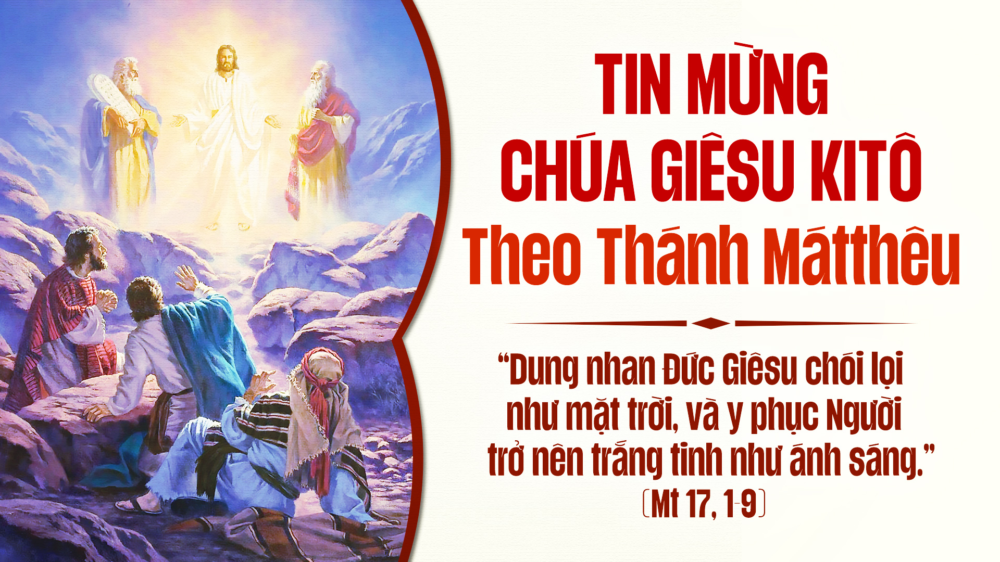 TIN MỪNG
CHÚA GIÊSU KITÔ
Theo Thánh Mátthêu
“Dung nhan Đức Giêsu chói lọi
như mặt trời, và y phục Người
trở nên trắng tinh như ánh sáng.”
(Mt 17, 1-9)